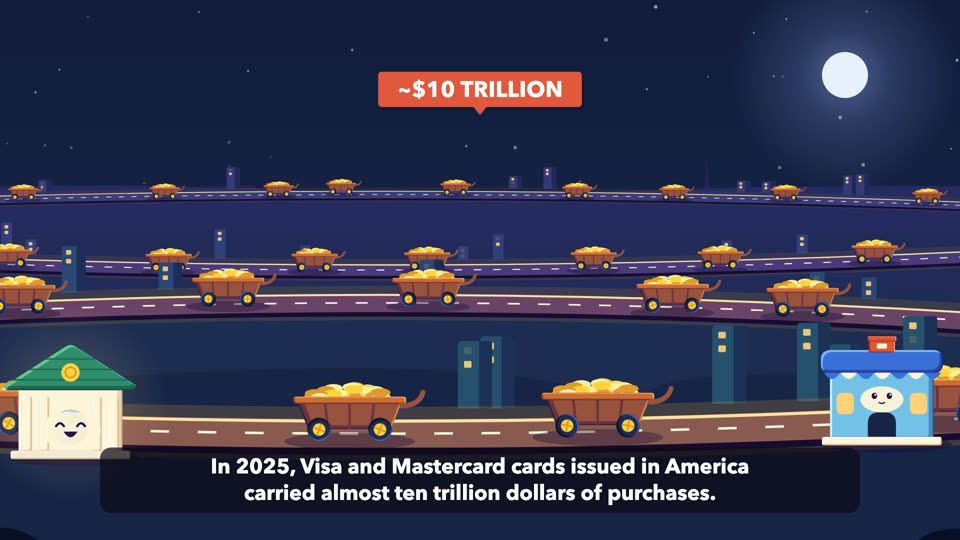 ~$10 TRILLION
In 2025, Visa and Mastercard cards issued in America
carried almost ten trillion dollars of purchases.